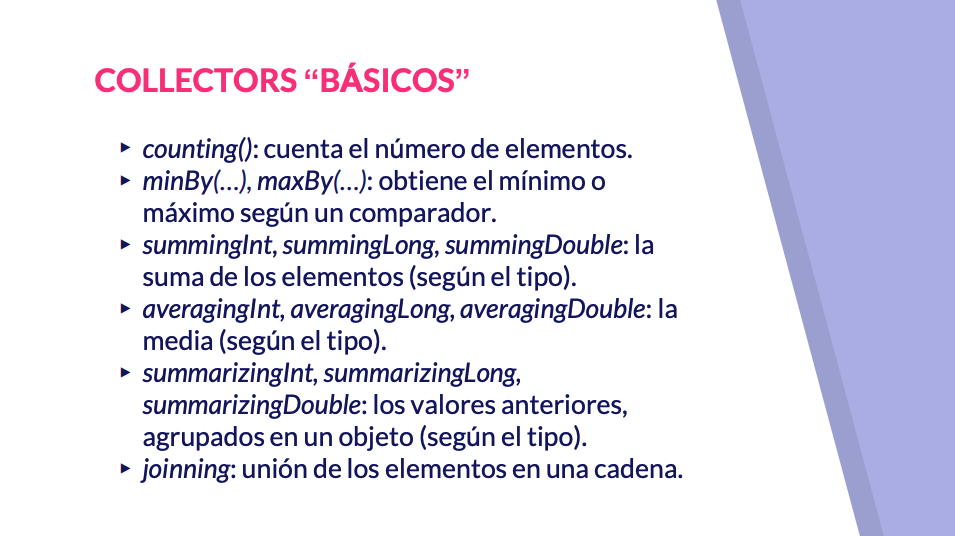 COLLECTORS “BÁSICOS”
▸ counting(): cuenta el número de elementos.
▸ minBy(…), maxBy(…): obtiene el mínimo o
máximo según un comparador.
▸ summingInt, summingLong, summingDouble: la
suma de los elementos (según el tipo).
▸ averagingInt, averagingLong, averagingDouble: la
media (según el tipo).
▸ summarizingInt, summarizingLong,
summarizingDouble: los valores anteriores,
agrupados en un objeto (según el tipo).
▸ joinning: unión de los elementos en una cadena.